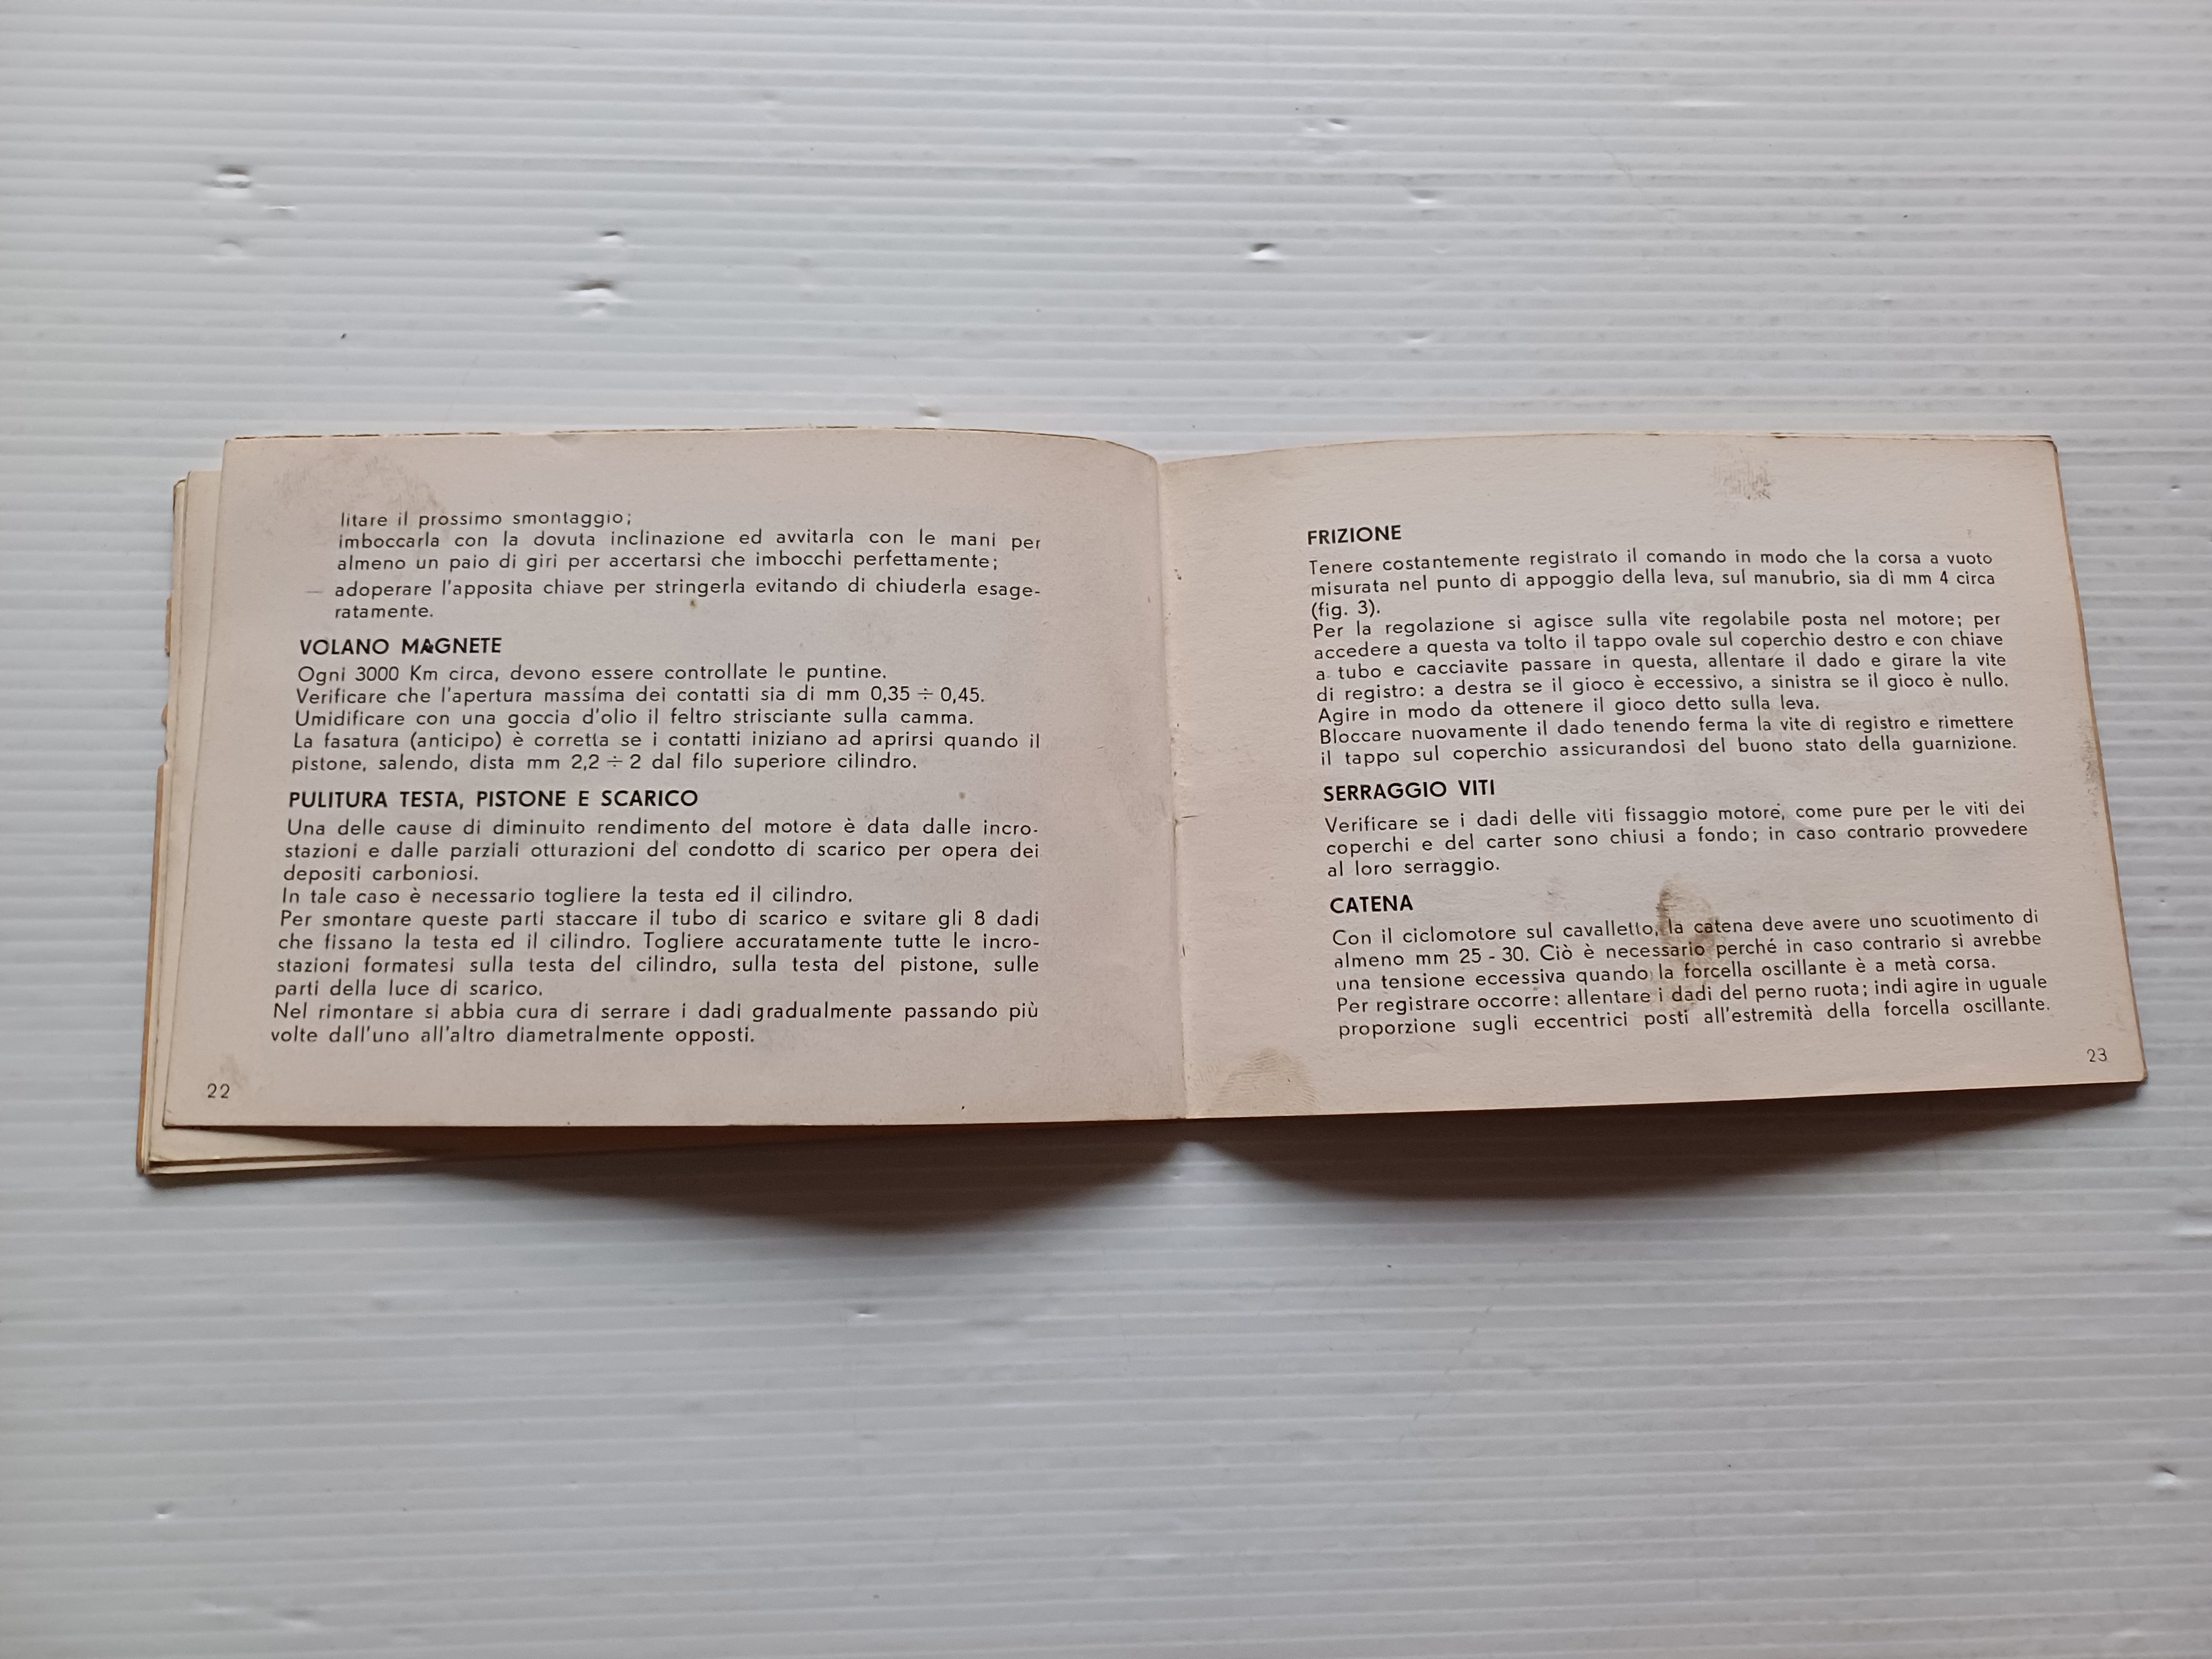 litare il prossimo smontaggio;
imboccarla con la dovuta inclinazione ed avvitarla con le mani per
almeno un paio di giri per accertarsi che imbocchi perfettamente;
— adoperare l'apposita chiave per stringerla evitando di chiuderla esage-
ratamente.
VOLANO MAGNETE
Ogni 3000 Km circa, devono essere controllate le puntine.
Verificare che l'apertura massima dei contatti sia di mm 0,35 ÷ 0,45.
Umidificare con una goccia d'olio il feltro strisciante sulla camma.
La fasatura (anticipo) è corretta se i contatti iniziano ad aprirsi quando il
pistone, salendo, dista mm 2,2 ÷ 2 dal filo superiore cilindro.
PULITURA TESTA, PISTONE E SCARICO
Una delle cause di diminuito rendimento del motore è data dalle incro-
stazioni e dalle parziali otturazioni del condotto di scarico per opera dei
depositi carboniosi.
In tale caso è necessario togliere la testa ed il cilindro.
Per smontare queste parti staccare il tubo di scarico e svitare gli 8 dadi
che fissano la testa ed il cilindro. Togliere accuratamente tutte le incro-
stazioni formatesi sulla testa del cilindro, sulla testa del pistone, sulle
parti della luce di scarico.
Nel rimontare si abbia cura di serrare i dadi gradualmente passando più
volte dall'uno all'altro diametralmente opposti.
22
FRIZIONE
Tenere costantemente registrato il comando in modo che la corsa a vuoto
misurata nel punto di appoggio della leva, sul manubrio, sia di mm 4 circa
(fig. 3).
Per la regolazione si agisce sulla vite regolabile posta nel motore; per
accedere a questa va tolto il tappo ovale sul coperchio destro e con chiave
a tubo e cacciavite passare in questa, allentare il dado e girare la vite
di registro: a destra se il gioco è eccessivo, a sinistra se il gioco è nullo.
Agire in modo da ottenere il gioco detto sulla leva.
Bloccare nuovamente il dado tenendo ferma la vite di registro e rimettere
il tappo sul coperchio assicurandosi del buono stato della guarnizione.
SERRAGGIO VITI
Verificare se i dadi delle viti fissaggio motore, come pure per le viti dei
coperchi e del carter sono chiusi a fondo; in caso contrario provvedere
al loro serraggio.
CATENA
Con il ciclomotore sul cavalletto, la catena deve avere uno scuotimento di
almeno mm 25 - 30. Ciò è necessario perché in caso contrario si avrebbe
una tensione eccessiva quando la forcella oscillante è a metà corsa.
Per registrare occorre: allentare i dadi del perno ruota; indi agire in uguale
proporzione sugli eccentrici posti all'estremità della forcella oscillante.
23